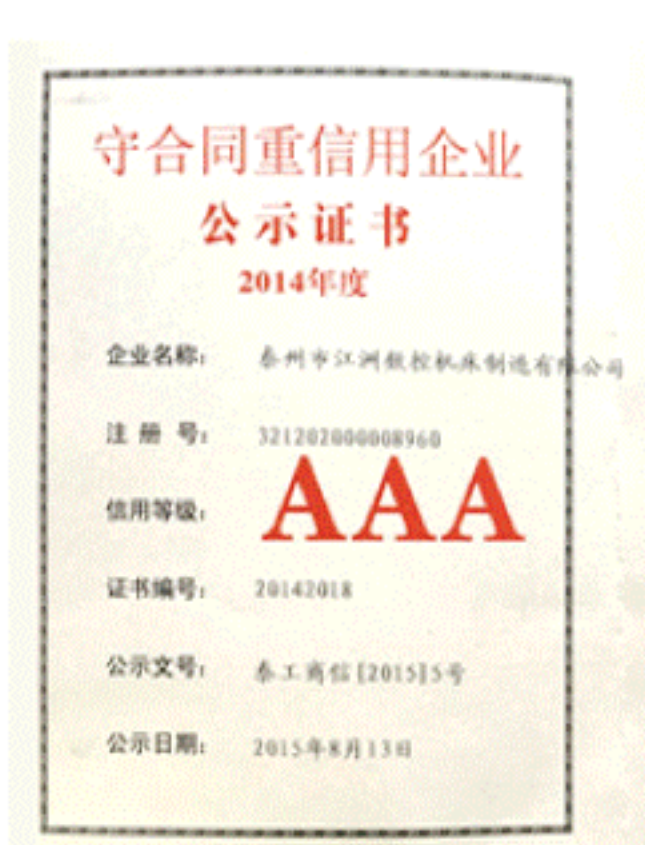 守合同重信用企业
公示证书
2014年度
企业名称: 泰州市江洲数控机床制造有限公司
注册号: 321202000008960
信用等级: AAA
证书编号: 20142018
公示文号: 泰工商信[2015]5号
公示日期: 2015年8月13日